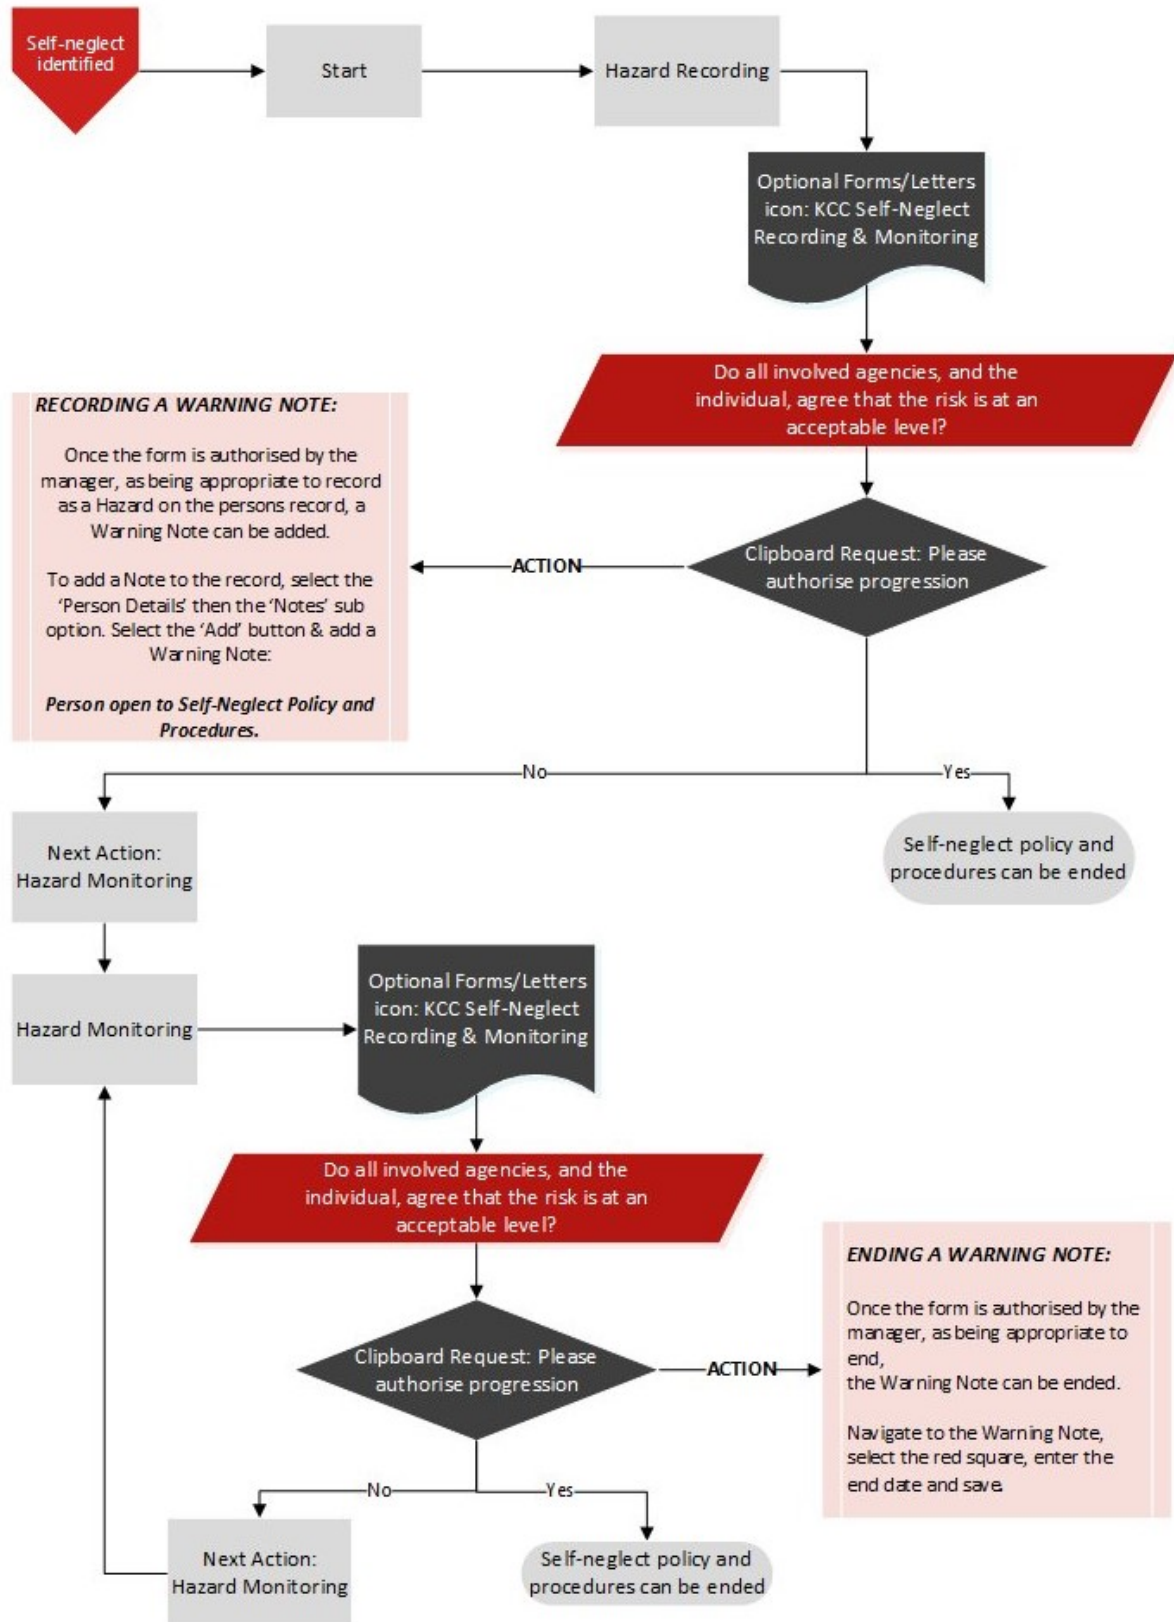 Self-neglect
identified
Start
Hazard Recording
Optional Forms/Letters
icon: KCC Self-Neglect
Recording & Monitoring
Do all involved agencies, and the
individual, agree that the risk is at an
acceptable level?
RECORDING A WARNING NOTE:
Once the form is authorised by the
manager, as being appropriate to record
as a Hazard on the persons record, a
Warning Note can be added.
To add a Note to the record, select the
‘Person Details’ then the ‘Notes’ sub
option. Select the ‘Add’ button & add a
Warning Note:
Person open to Self-Neglect Policy and
Procedures.
ACTION
Clipboard Request: Please
authorise progression
No
Yes
Next Action:
Hazard Monitoring
Self-neglect policy and
procedures can be ended
Hazard Monitoring
Optional Forms/Letters
icon: KCC Self-Neglect
Recording & Monitoring
Do all involved agencies, and the
individual, agree that the risk is at an
acceptable level?
Clipboard Request: Please
authorise progression
ACTION
ENDING A WARNING NOTE:
Once the form is authorised by the
manager, as being appropriate to
end,
the Warning Note can be ended.
Navigate to the Warning Note,
select the red square, enter the
end date and save.
No
Yes
Next Action:
Hazard Monitoring
Self-neglect policy and
procedures can be ended